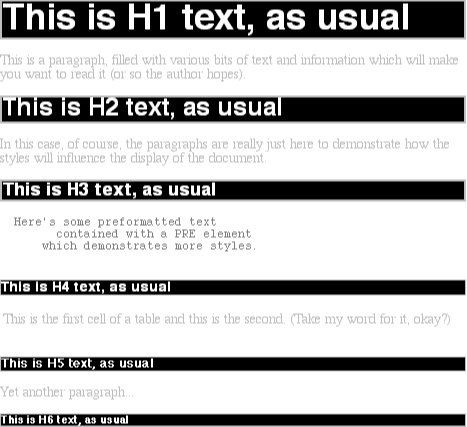 This is H1 text, as usual
This is a paragraph, filled with various bits of text and information which will make
you want to read it (or so the author hopes).
This is H2 text, as usual
In this case, of course, the paragraphs are really just here to demonstrate how the
styles will influence the display of the document.
This is H3 text, as usual
Here's some preformatted text
contained with a PRE element
which demonstrates more styles.
This is H4 text, as usual
This is the first cell of a table and this is the second. (Take my word for it, okay?)
This is H5 text, as usual
Yet another paragraph...
This is H6 text, as usual